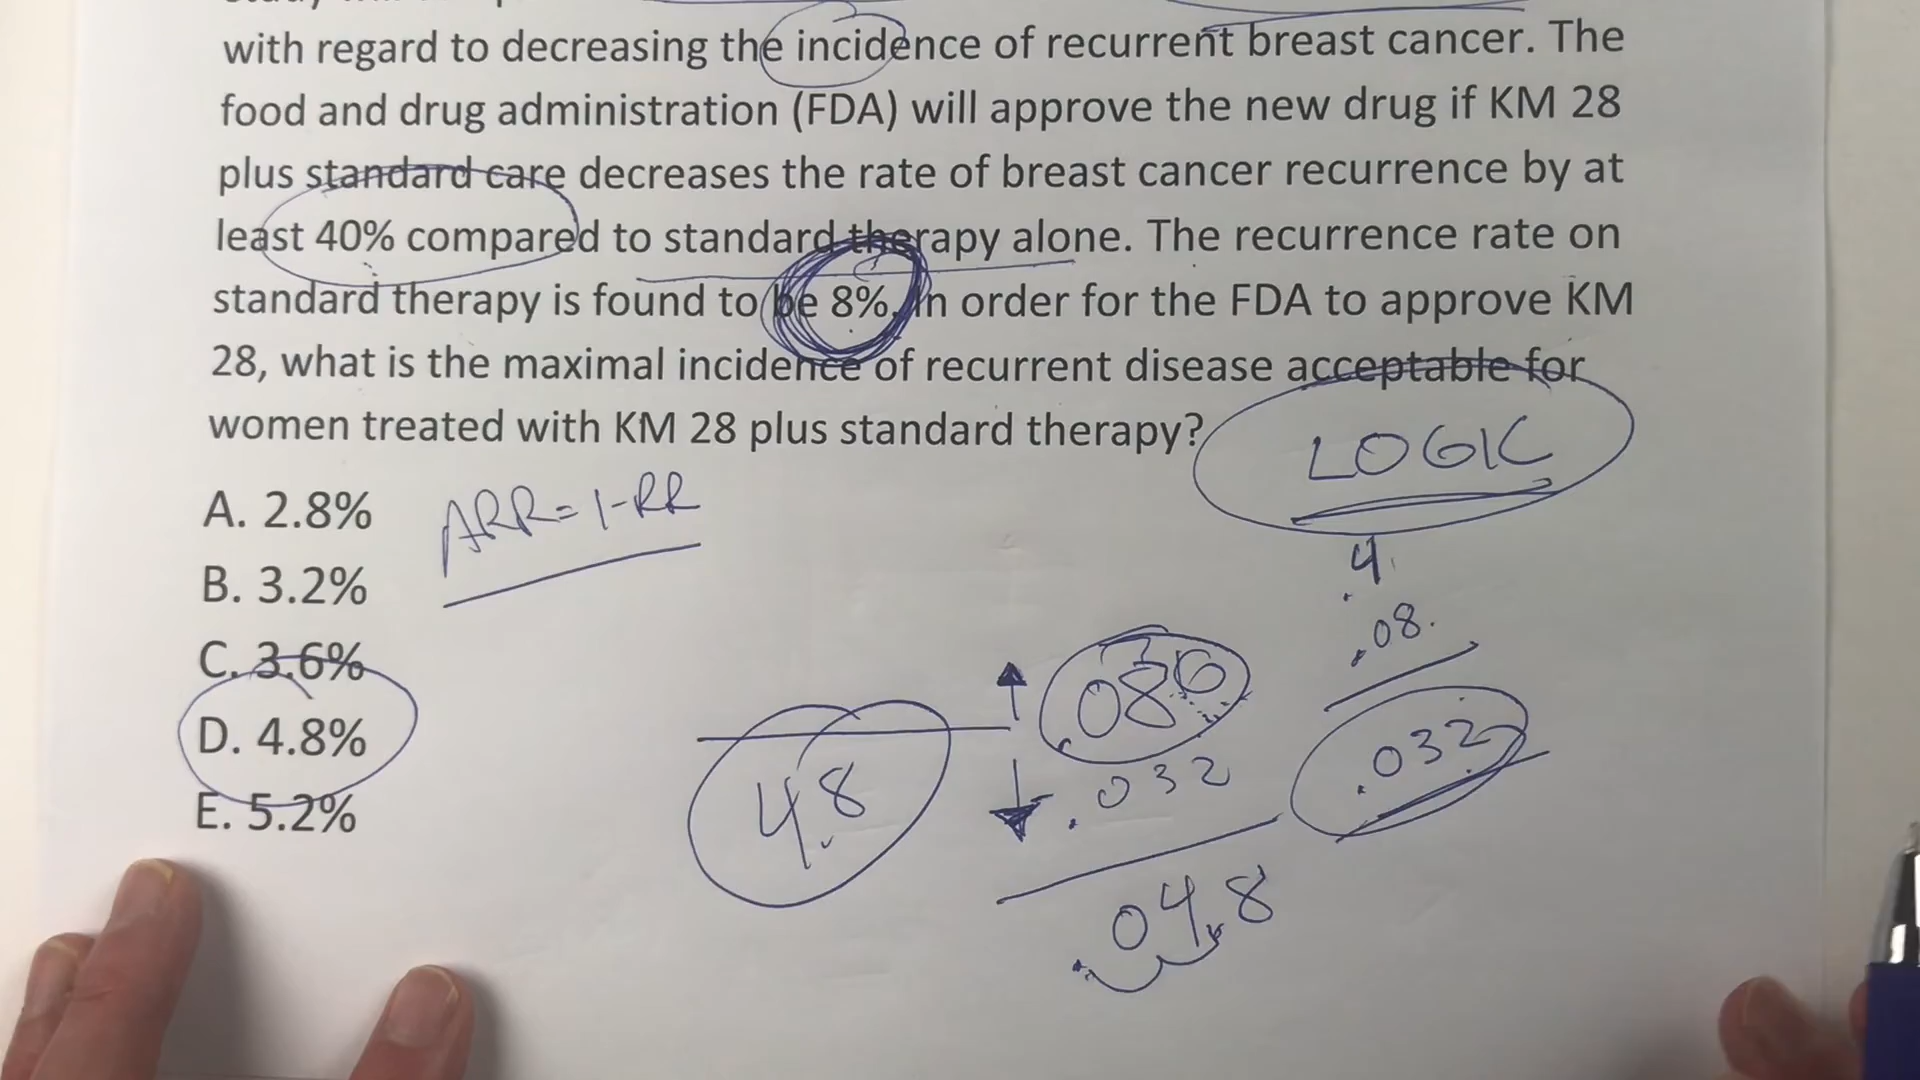 with regard to decreasing the incidence of recurrent breast cancer. The
food and drug administration (FDA) will approve the new drug if KM 28
plus standard care decreases the rate of breast cancer recurrence by at
least 40% compared to standard therapy alone. The recurrence rate on
standard therapy is found to be 8%. In order for the FDA to approve KM
28, what is the maximal incidence of recurrent disease acceptable for
women treated with KM 28 plus standard therapy?
LOGIC
A. 2.8%
ARR = 1-RR
B. 3.2%
C. 3.6%
D. 4.8%
E. 5.2%
.4
.08
.032
.080
.032
.04.8
4.8